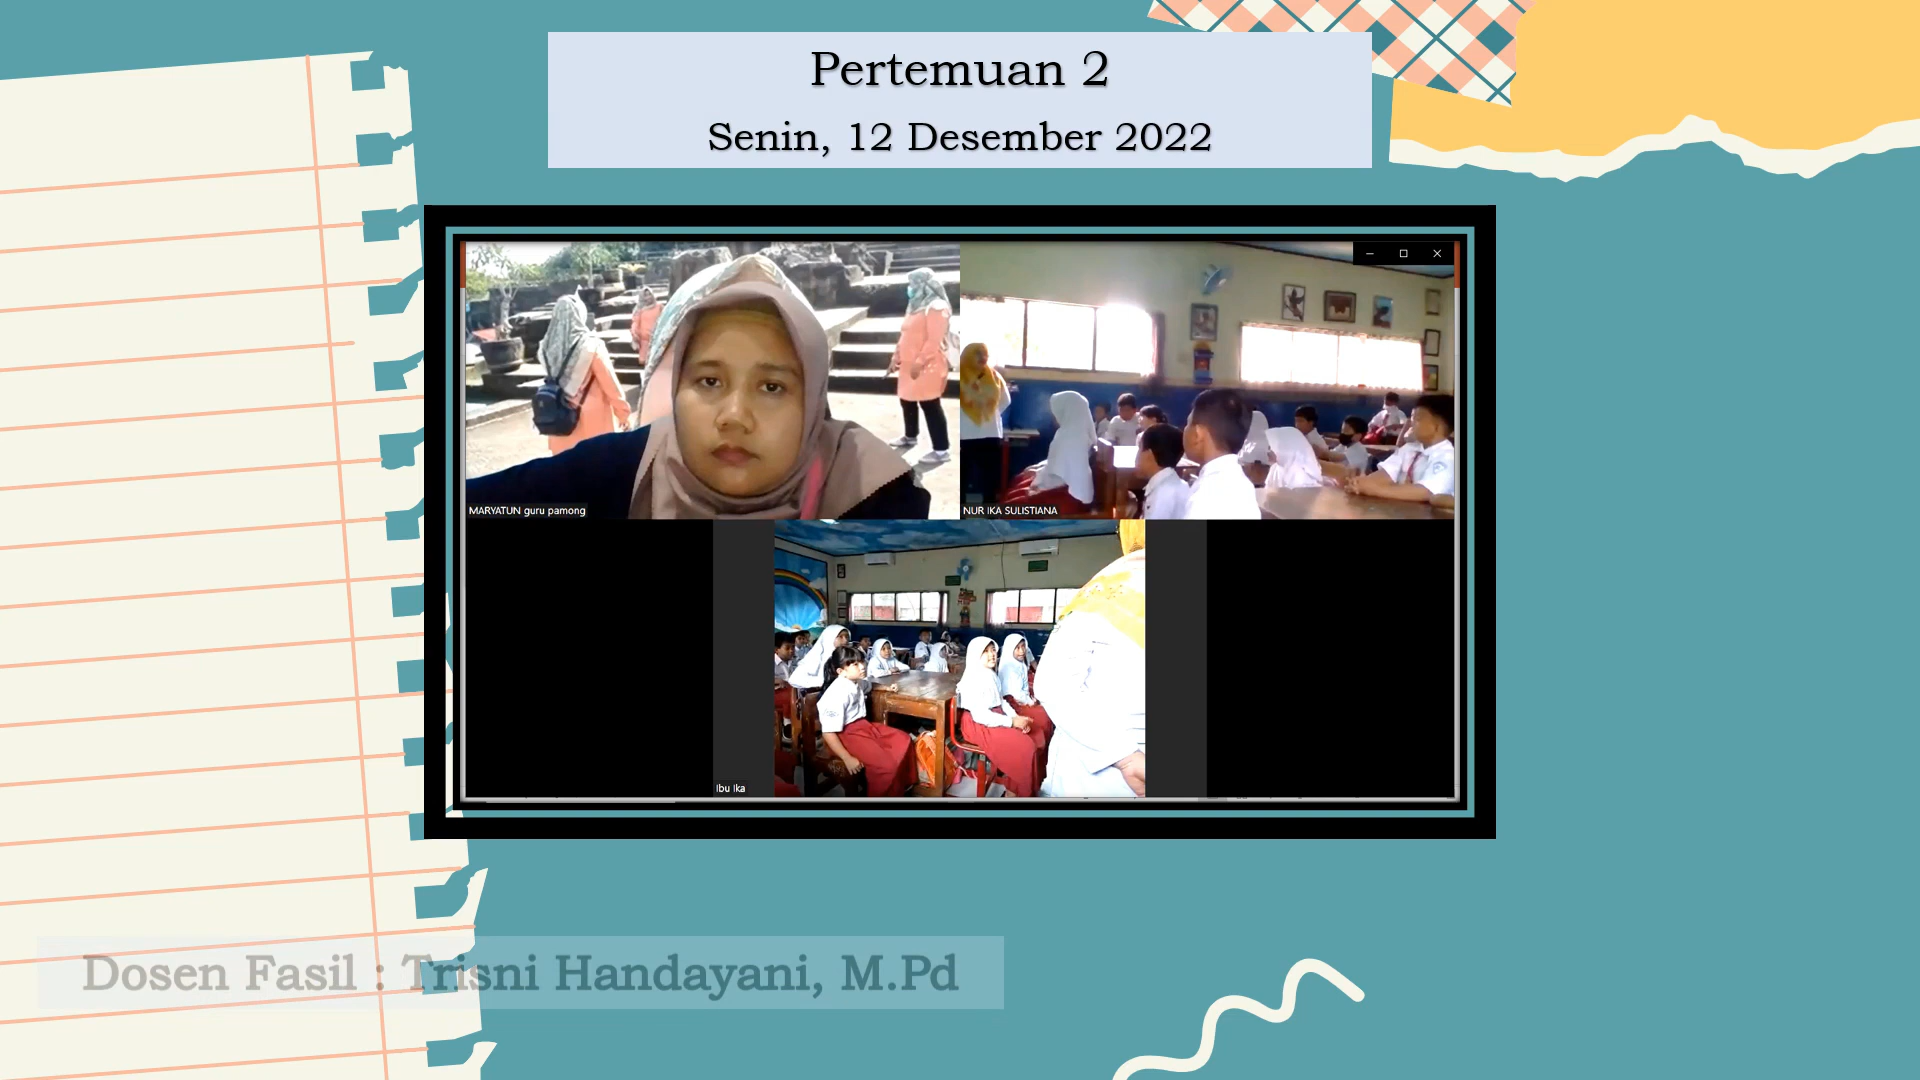 Pertemuan 2
Senin, 12 Desember 2022
MARYATUN guru pamong
NUR IKA SULISTIANA
Ibu Ika
Dosen Fasil : Trisni Handayani, M.Pd